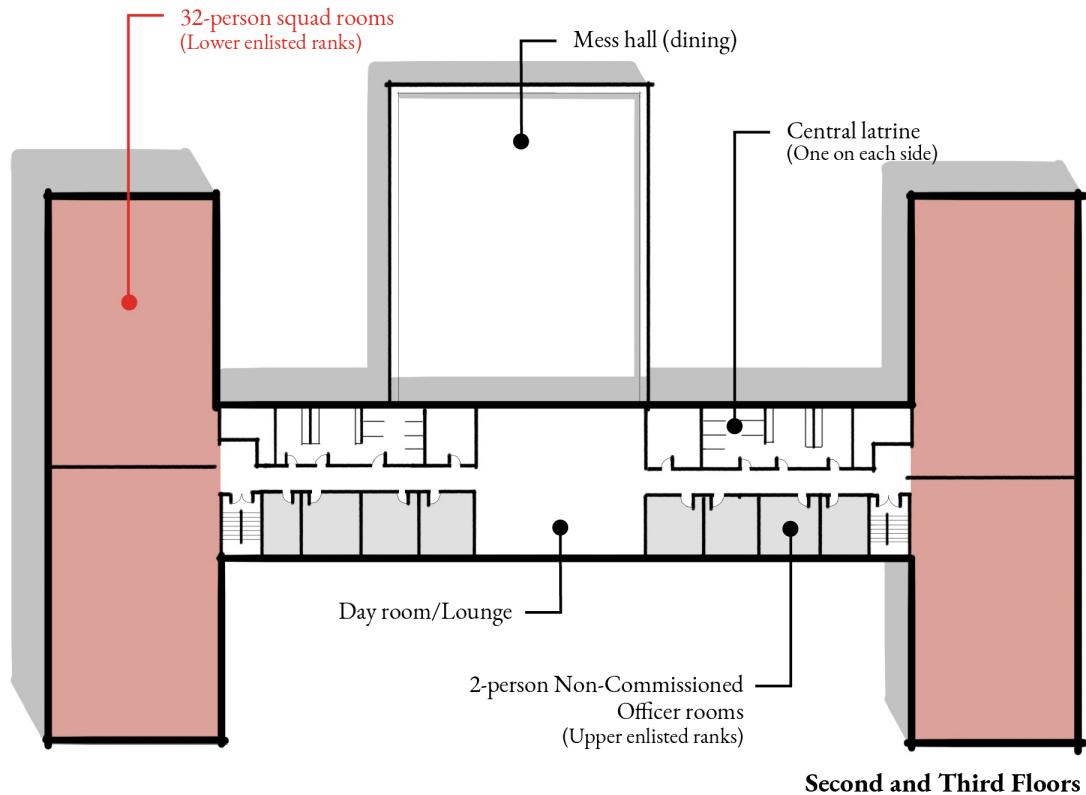 32-person squad rooms
(Lower enlisted ranks)
Mess hall (dining)
Central latrine
(One on each side)
Day room/Lounge
2-person Non-Commissioned
Officer rooms
(Upper enlisted ranks)
Second and Third Floors